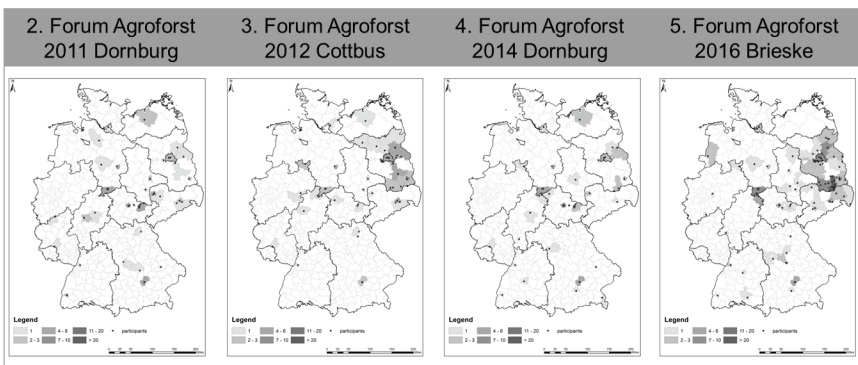 2. Forum Agroforst
2011 Dornburg
3. Forum Agroforst
2012 Cottbus
4. Forum Agroforst
2014 Dornburg
5. Forum Agroforst
2016 Brieske
N
Legend
1 4 - 6 11 - 20 participants
2 - 3 7 - 10 > 20
N
Legend
1 4 - 6 11 - 20 participants
2 - 3 7 - 10 > 20
N
Legend
1 4 - 6 11 - 20 participants
2 - 3 7 - 10 > 20
N
Legend
1 4 - 6 11 - 20 participants
2 - 3 7 - 10 > 20